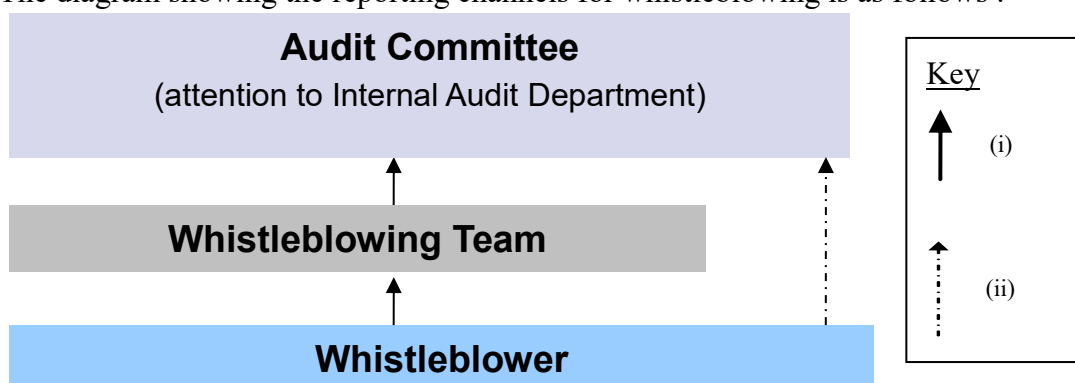 The diagram showing the reporting channels for whistleblowing is as follows :
Audit Committee
(attention to Internal Audit Department)
Key
(i)
Whistleblowing Team
(ii)
Whistleblower